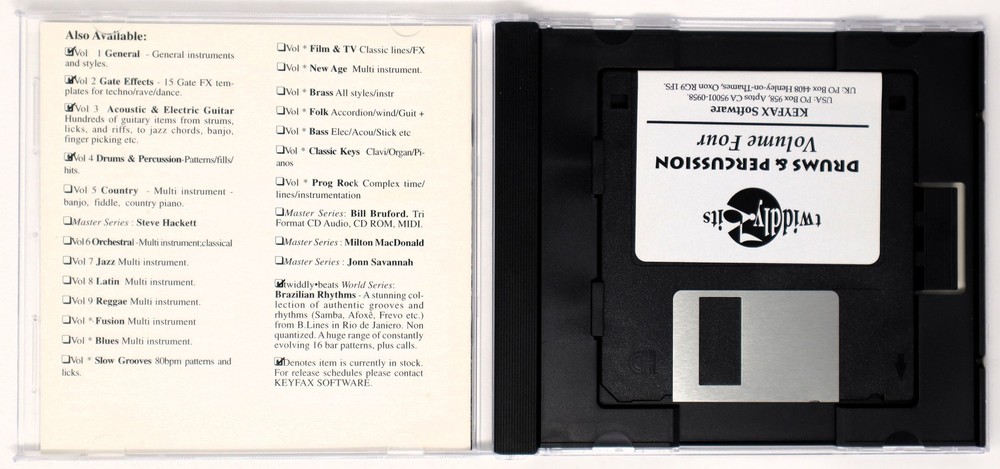 Also Available:
Vol 1 General - General instruments
and styles.
Vol 2 Gate Effects - 15 Gate FX tem-
plates for techno/rave/dance.
Vol 3 Acoustic & Electric Guitar
Hundreds of guitary items from strums,
licks, and riffs, to jazz chords, banjo,
finger picking etc.
Vol 4 Drums & Percussion-Patterns/fills/
hits.
Vol 5 Country - Multi instrument -
banjo, fiddle, country piano.
Master Series : Steve Hackett
Vol 6 Orchestral -Multi instrument;classical
Vol 7 Jazz Multi instrument.
Vol 8 Latin Multi instrument.
Vol 9 Reggae Multi instrument.
Vol * Fusion Multi instrument
Vol * Blues Multi instrument.
Vol * Slow Grooves 80bpm patterns and
licks.
Vol * Film & TV Classic lines/FX
Vol * New Age Multi instrument.
Vol * Brass All styles/instr
Vol * Folk Accordion/wind/Guit +
Vol * Bass Elec/Acou/Stick etc
Vol * Classic Keys Clavi/Organ/Pi-
anos
Vol * Prog Rock Complex time/
lines/instrumentation
Master Series: Bill Bruford. Tri
Format CD Audio, CD ROM, MIDI.
Master Series : Milton MacDonald
Master Series : Jonn Savannah
twiddly•beats World Series:
Brazilian Rhythms - A stunning col-
lection of authentic grooves and
rhythms (Samba, Afoxê, Frevo etc.)
from B.Lines in Rio de Janiero. Non
quantized. A huge range of constantly
evolving 16 bar patterns, plus calls.
Denotes item is currently in stock.
For release schedules please contact
KEYFAX SOFTWARE.
twiddly Bits
DRUMS & PERCUSSION
Volume Four
KEYFAX Software
USA: PO Box 958, Aptos CA 95001-0958.
UK: PO Box 4408 Henley-on-Thames, Oxon, RG9 1FS.